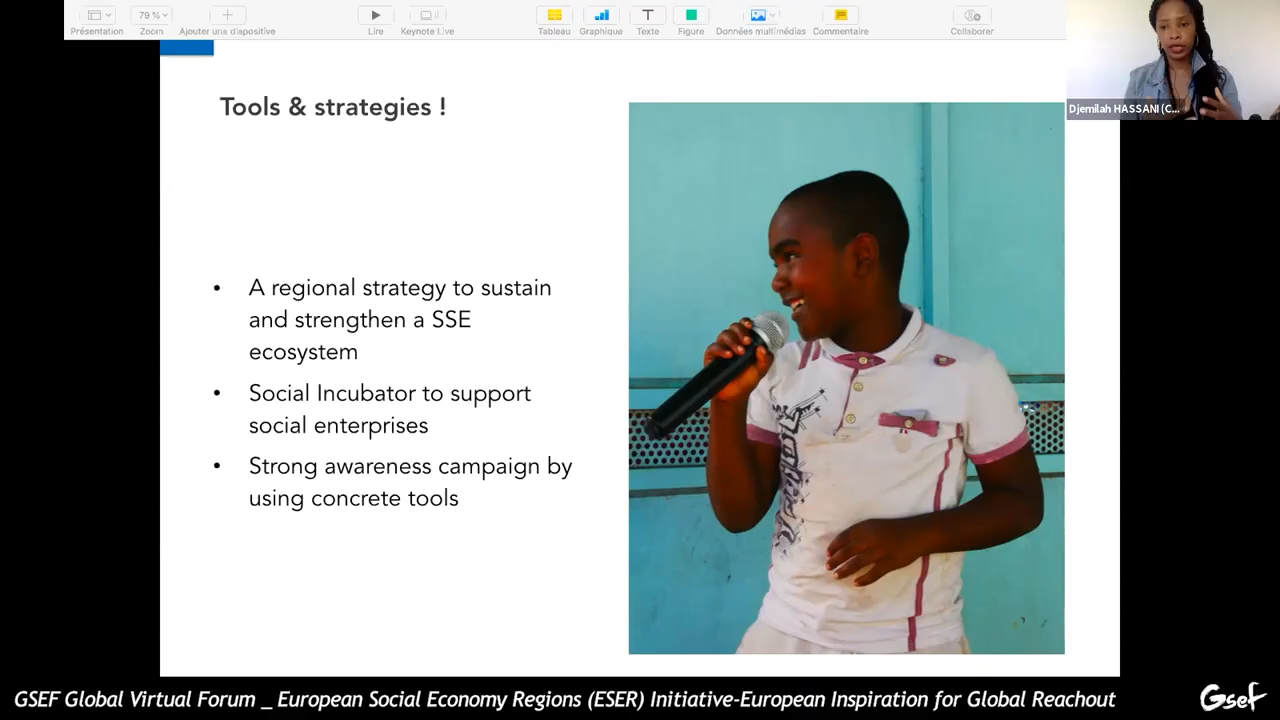 79 %
Présentation
Zoom
Ajouter une diapositive
Lire
Keynote Live
Tableau
Graphique
Texte
Figure
Données multimédias
Commentaire
Collaborer
Djemilah HASSANI (C...
Tools & strategies !
• A regional strategy to sustain
and strengthen a SSE
ecosystem
• Social Incubator to support
social enterprises
• Strong awareness campaign by
using concrete tools
GSEF Global Virtual Forum _ European Social Economy Regions (ESER) Initiative-European Inspiration for Global Reachout
Gsef